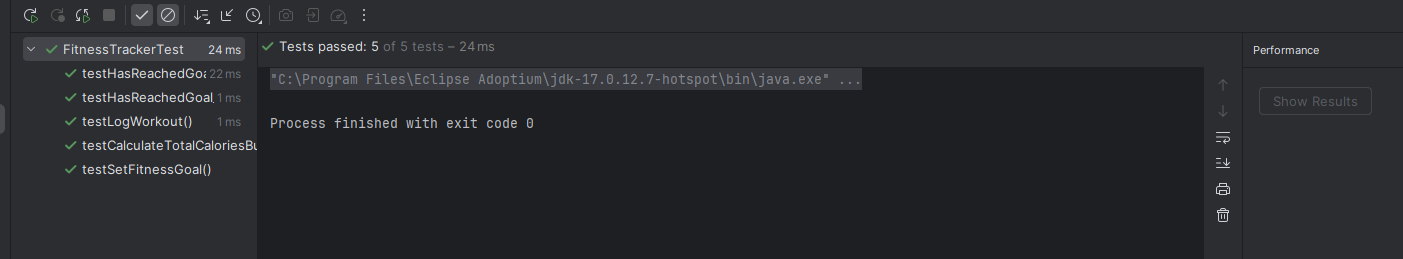 FitnessTrackerTest 24 ms
testHasReachedGoa 22 ms
testHasReachedGoal_ 1 ms
testLogWorkout() 1 ms
testCalculateTotalCaloriesBu
testSetFitnessGoal()
Tests passed: 5 of 5 tests – 24 ms
"C:\Program Files\Eclipse Adoptium\jdk-17.0.12.7-hotspot\bin\java.exe" ...
Process finished with exit code 0
Performance
Show Results